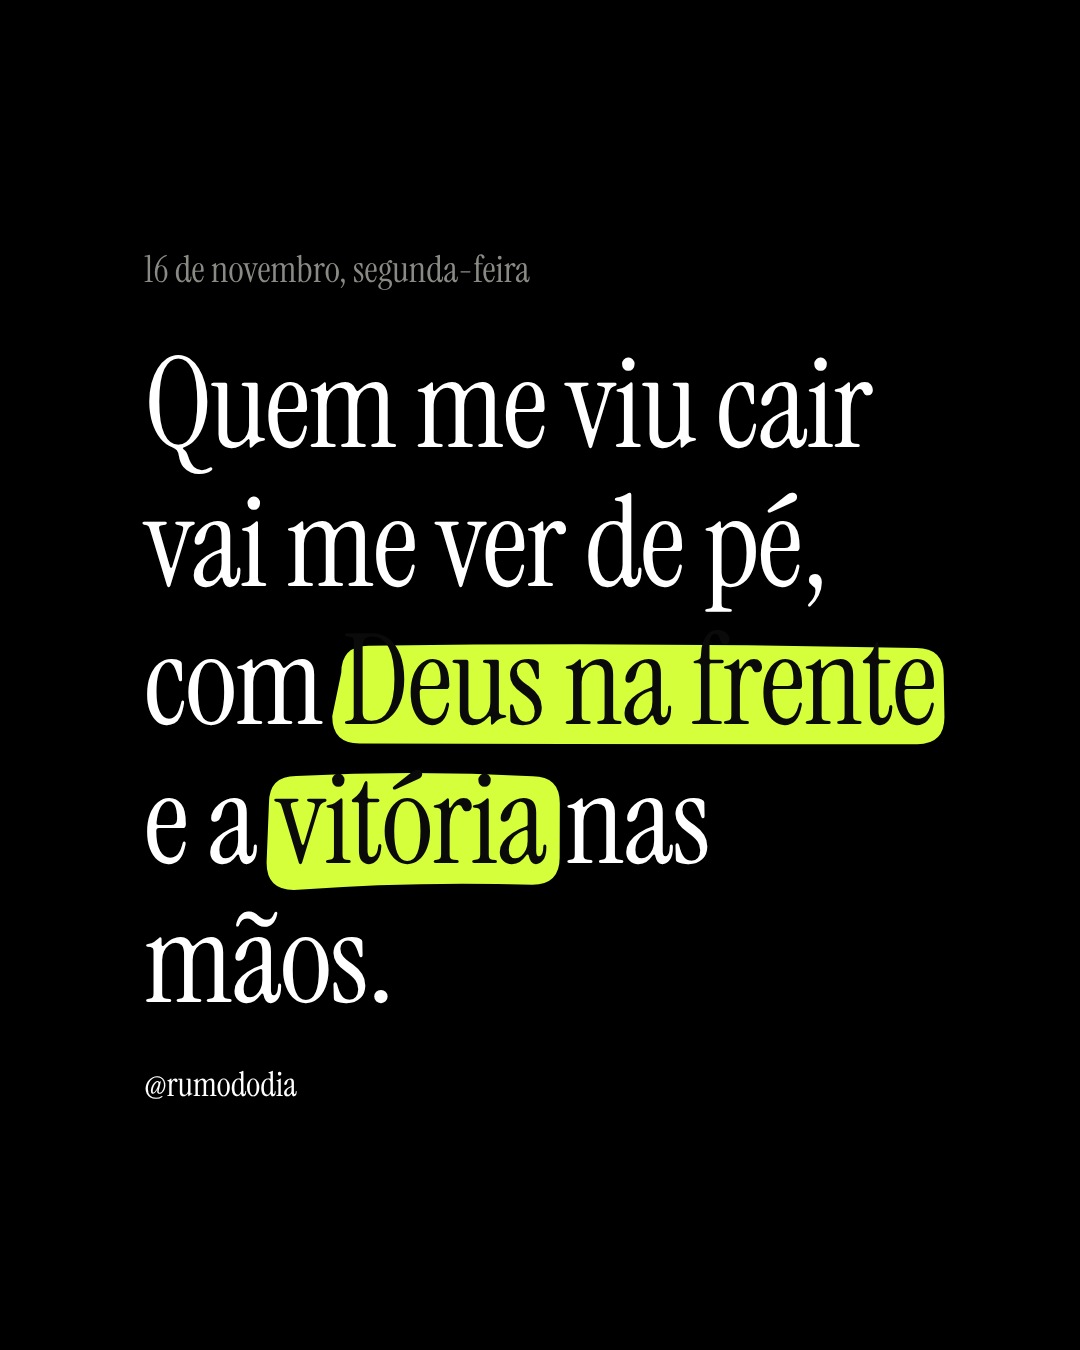 16 de novembro, segunda-feira
Quem me viu cair
vai me ver de pé,
com Deus na frente
e a vitória nas
mãos.
@rumododia